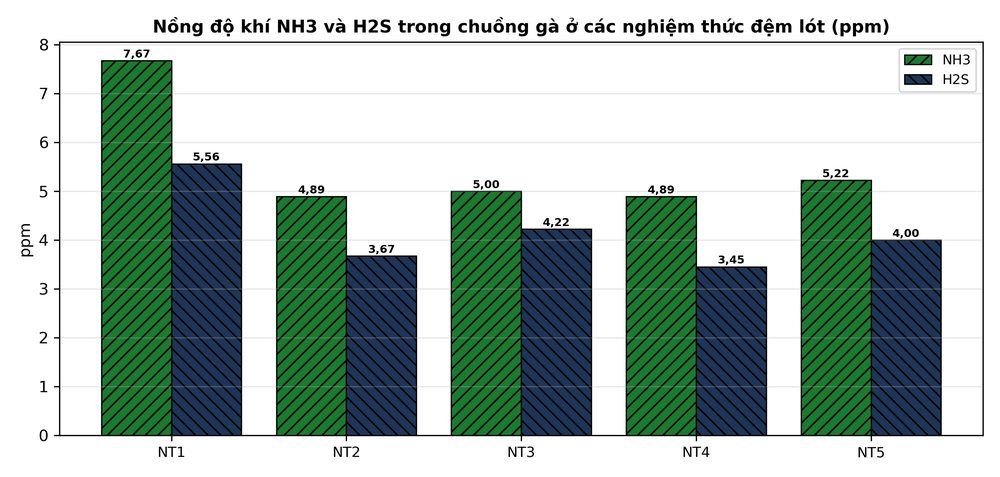 Nồng độ khí NH3 và H2S trong chuồng gà ở các nghiệm thức đệm lót (ppm)
NH3
H2S
ppm
8
7
6
5
4
3
2
1
0
7,67
5,56
4,89
3,67
5,00
4,22
4,89
3,45
5,22
4,00
NT1
NT2
NT3
NT4
NT5